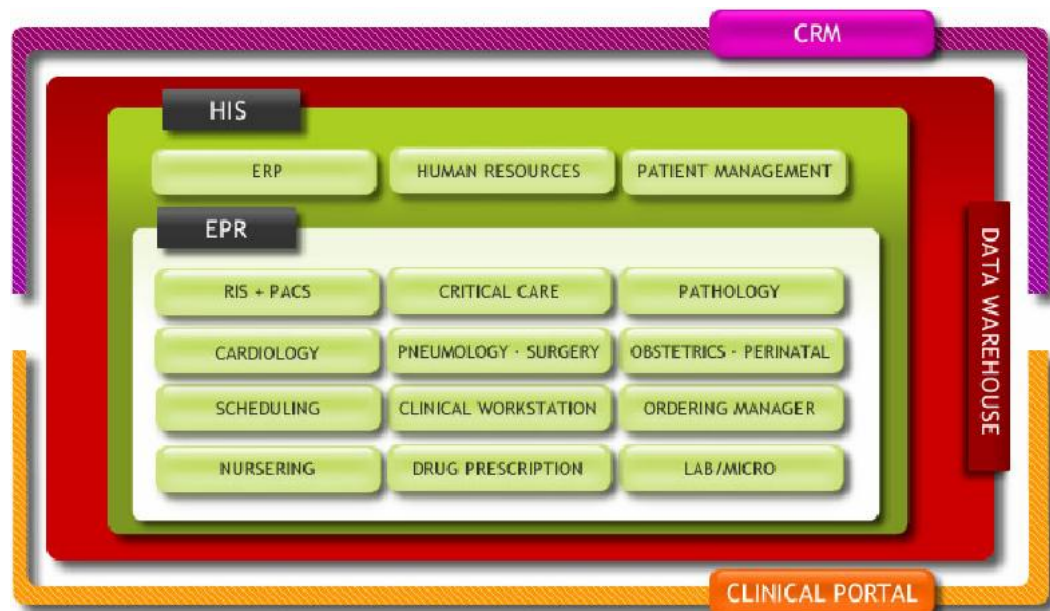 CRM
HIS
ERP
HUMAN RESOURCES
PATIENT MANAGEMENT
EPR
RIS + PACS
CRITICAL CARE
PATHOLOGY
CARDIOLOGY
PNEUMOLOGY · SURGERY
OBSTETRICS - PERINATAL
SCHEDULING
CLINICAL WORKSTATION
ORDERING MANAGER
NURSERING
DRUG PRESCRIPTION
LAB/MICRO
DATA WAREHOUSE
CLINICAL PORTAL